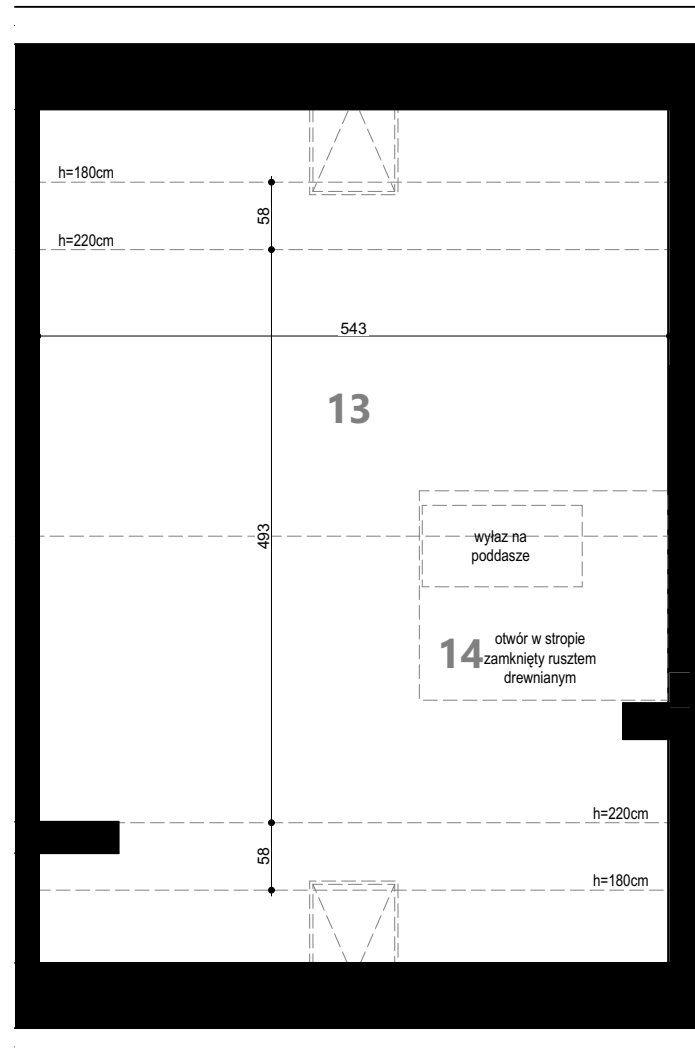 h=180cm
58
h=220cm
543
13
493
wyłaz na
poddasze
14
otwór w stropie
zamknięty rusztem
drewnianym
h=220cm
58
h=180cm